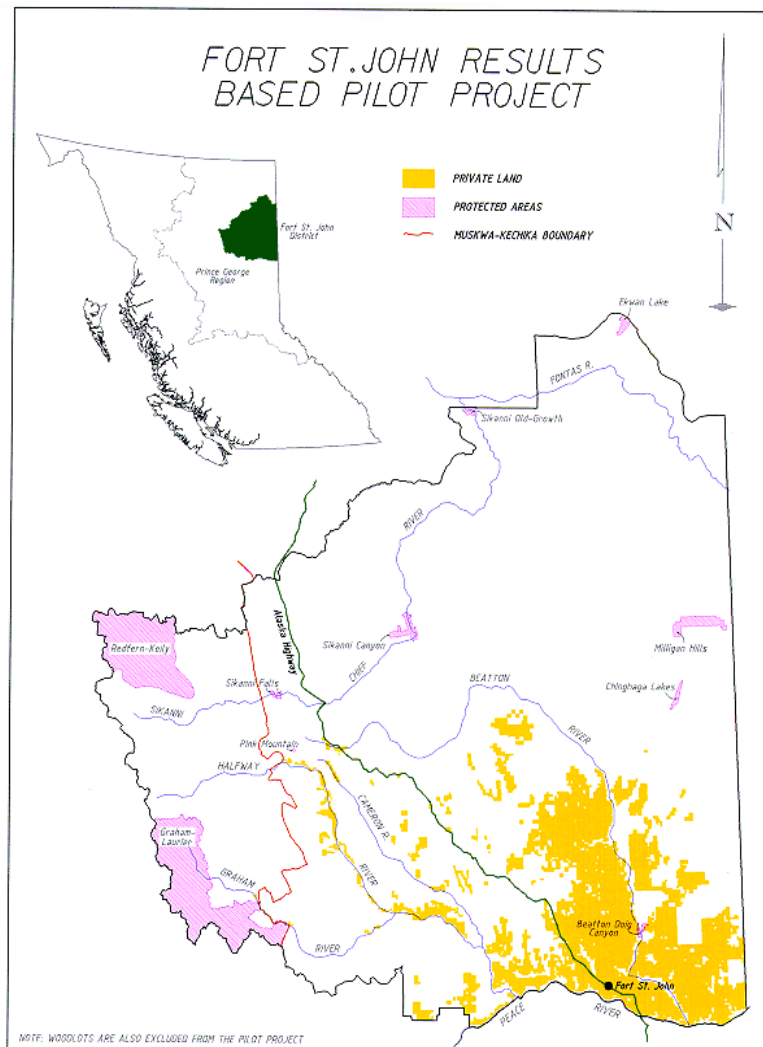 FORT ST.JOHN RESULTS
BASED PILOT PROJECT
PRIVATE LAND
PROTECTED AREAS
MUSKWA-KECHIKA BOUNDARY
N
Fort St. John
District
Prince George
Region
Ekwan Lake
FONTAS R.
Sikanni Old-Growth
RIVER
Alaska Highway
Redfern-Kelly
Sikanni Canyon
Milligan Hills
CHIEF
Sikanni Falls
BEATTON
Chinghaga Lakes
SIKANNI
RIVER
Pink Mountain
HALFWAY
CAMERON R.
Graham-
Laurier
RIVER
GRAHAM
Beatton Doig
Canyon
RIVER
Fort St. John
PEACE
RIVER
NOTE: WOODLOTS ARE ALSO EXCLUDED FROM THE PILOT PROJECT